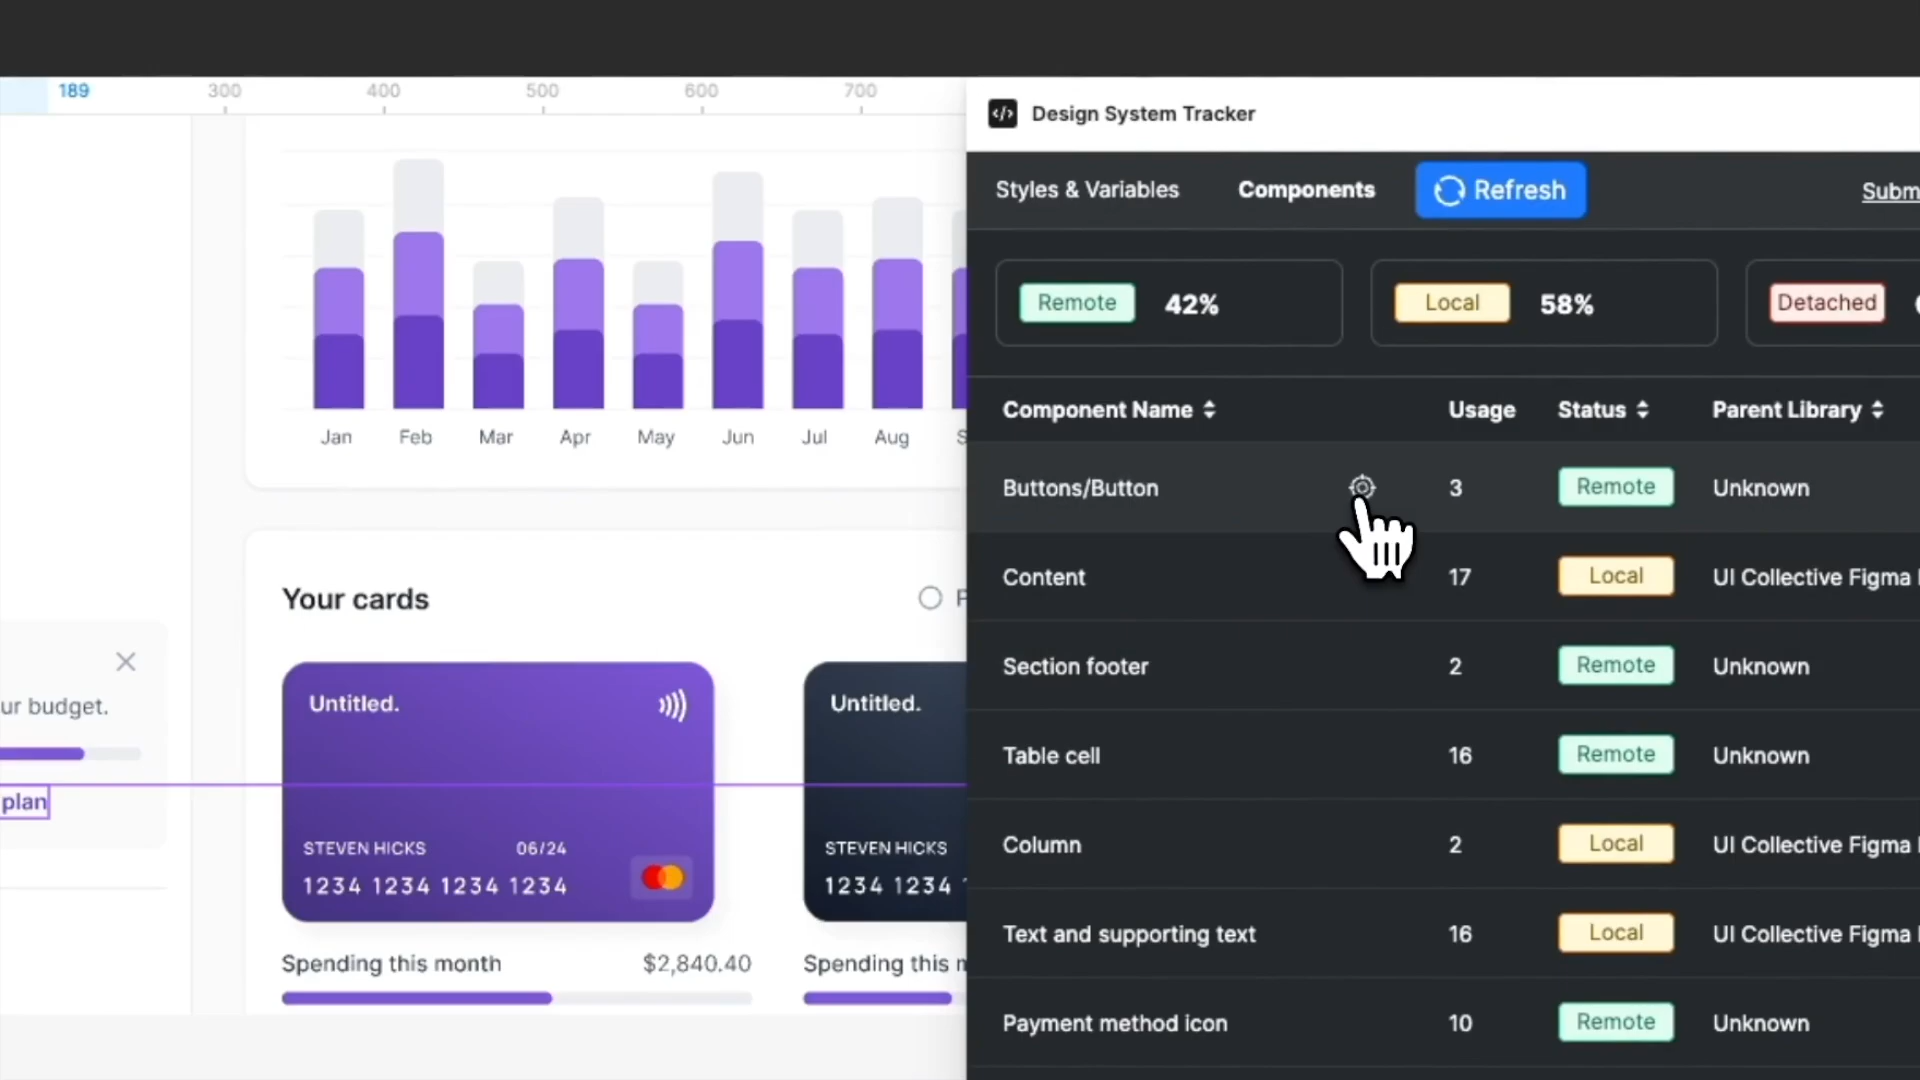 189 300 400 500 600 700
Jan Feb Mar Apr May Jun Jul Aug
ur budget.
plan
Your cards
Untitled.
STEVEN HICKS 06/24
1234 1234 1234 1234
Spending this month $2,840.40
Untitled.
STEVEN HICKS
1234 1234
Spending this
Design System Tracker
Styles & Variables Components Refresh Subm
Remote 42% Local 58% Detached
Component Name Usage Status Parent Library
Buttons/Button 3 Remote Unknown
Content 17 Local UI Collective Figma
Section footer 2 Remote Unknown
Table cell 16 Remote Unknown
Column 2 Local UI Collective Figma
Text and supporting text 16 Local UI Collective Figma
Payment method icon 10 Remote Unknown